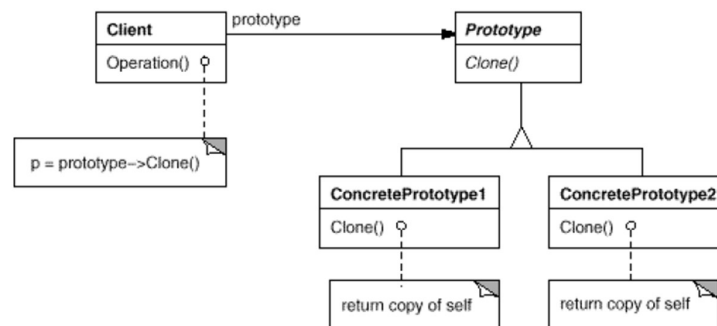 Client
prototype
Prototype
Operation()
Clone()
p = prototype->Clone()
ConcretePrototype1
ConcretePrototype2
Clone()
Clone()
return copy of self
return copy of self